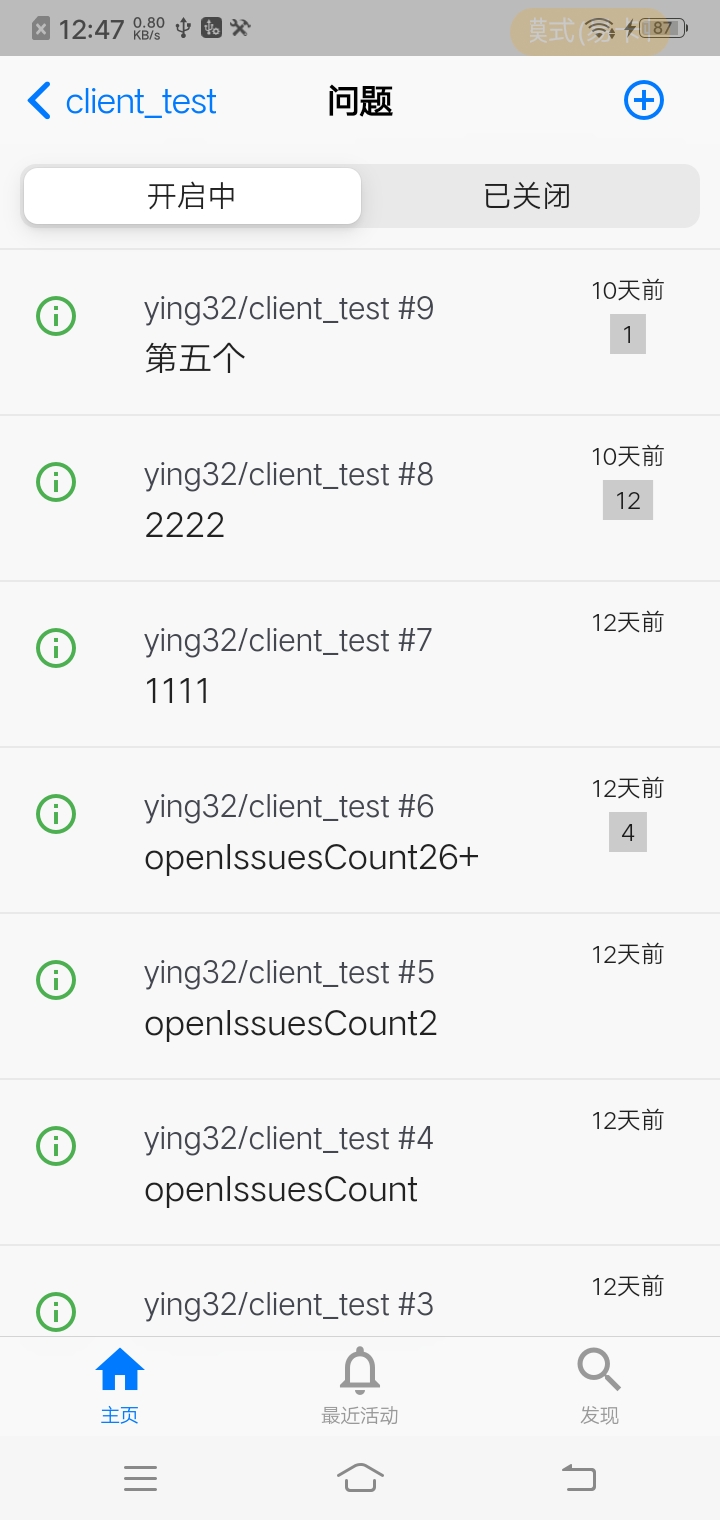 12:47 0.80 KB/s 87
client_test 问题
开启中 已关闭
ying32/client_test #9 10天前
第五个 1
ying32/client_test #8 10天前
2222 12
ying32/client_test #7 12天前
1111
ying32/client_test #6 12天前
openIssuesCount26+ 4
ying32/client_test #5 12天前
openIssuesCount2
ying32/client_test #4 12天前
openIssuesCount
ying32/client_test #3 12天前
主页 最近活动 发现